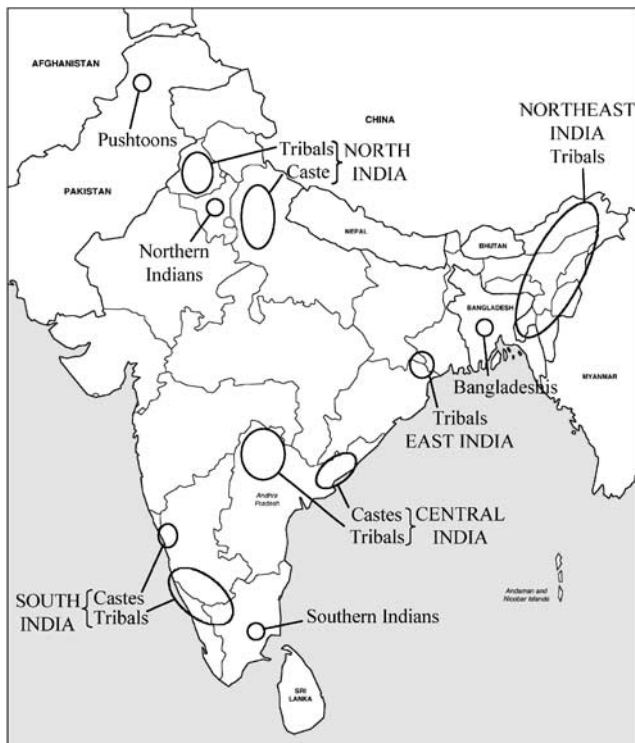 AFGHANISTAN
CHINA
NORTHEAST
INDIA
Tribals
Pushtoons
Tribals
Caste
NORTH
INDIA
PAKISTAN
Northern
Indians
NEPAL
BHUTAN
BANGLADESH
Bangladeshis
MYANMAR
Tribals
EAST INDIA
Andhra
Pradesh
Castes
Tribals
CENTRAL
INDIA
SOUTH
INDIA
Castes
Tribals
Southern Indians
Andaman and
Nicobar Islands
SRI
LANKA